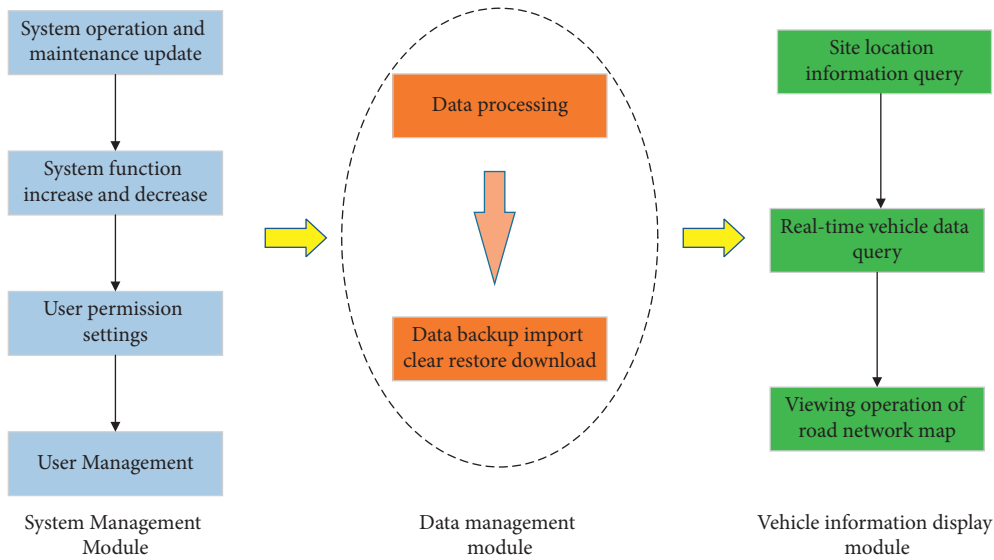 System operation and
maintenance update
System function
increase and decrease
User permission
settings
User Management
System Management
Module
Data processing
Data backup import
clear restore download
Data management
module
Site location
information query
Real-time vehicle data
query
Viewing operation of
road network map
Vehicle information display
module